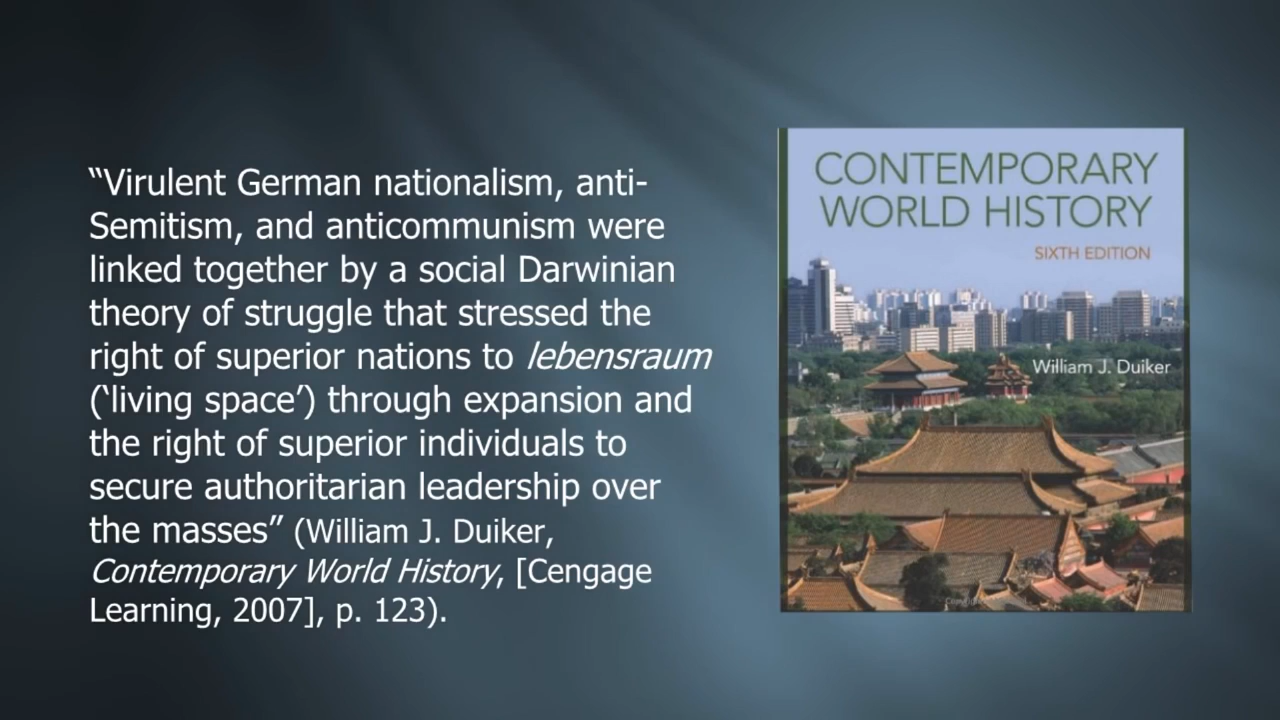 “Virulent German nationalism, anti-
Semitism, and anticommunism were
linked together by a social Darwinian
theory of struggle that stressed the
right of superior nations to lebensraum
(‘living space’) through expansion and
the right of superior individuals to
secure authoritarian leadership over
the masses” (William J. Duiker,
Contemporary World History, [Cengage
Learning, 2007], p. 123).
CONTEMPORARY
WORLD HISTORY
SIXTH EDITION
William J. Duiker